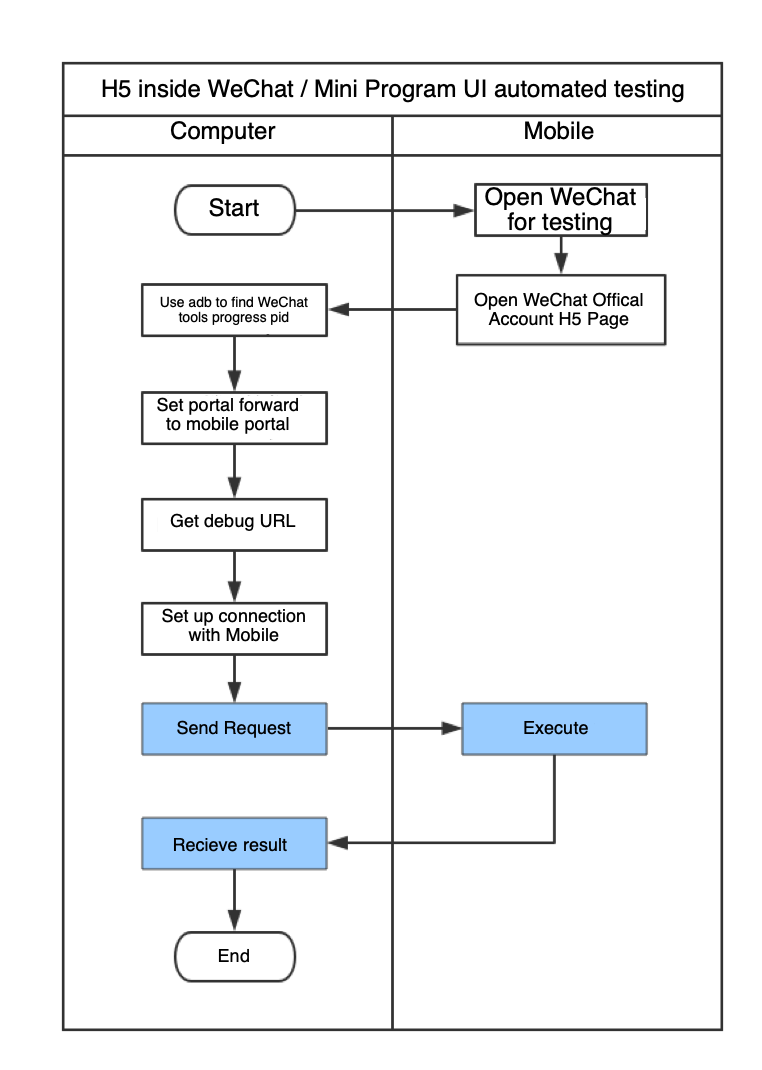 H5 inside WeChat / Mini Program UI automated testing
Computer
Mobile
Start
Open WeChat
for testing
Open WeChat Offical
Account H5 Page
Use adb to find WeChat
tools progress pid
Set portal forward
to mobile portal
Get debug URL
Set up connection
with Mobile
Send Request
Execute
Recieve result
End